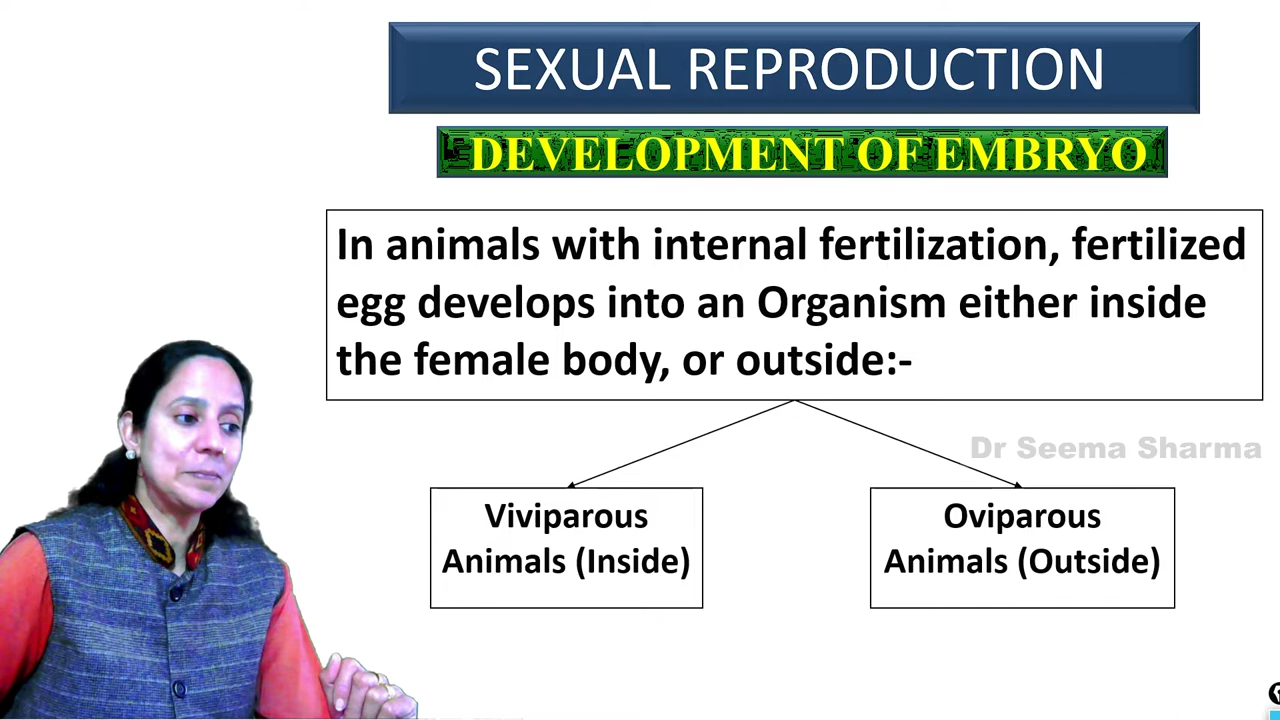 SEXUAL REPRODUCTION
DEVELOPMENT OF EMBRYO
In animals with internal fertilization, fertilized
egg develops into an Organism either inside
the female body, or outside:-
Dr Seema Sharma
Viviparous
Animals (Inside)
Oviparous
Animals (Outside)